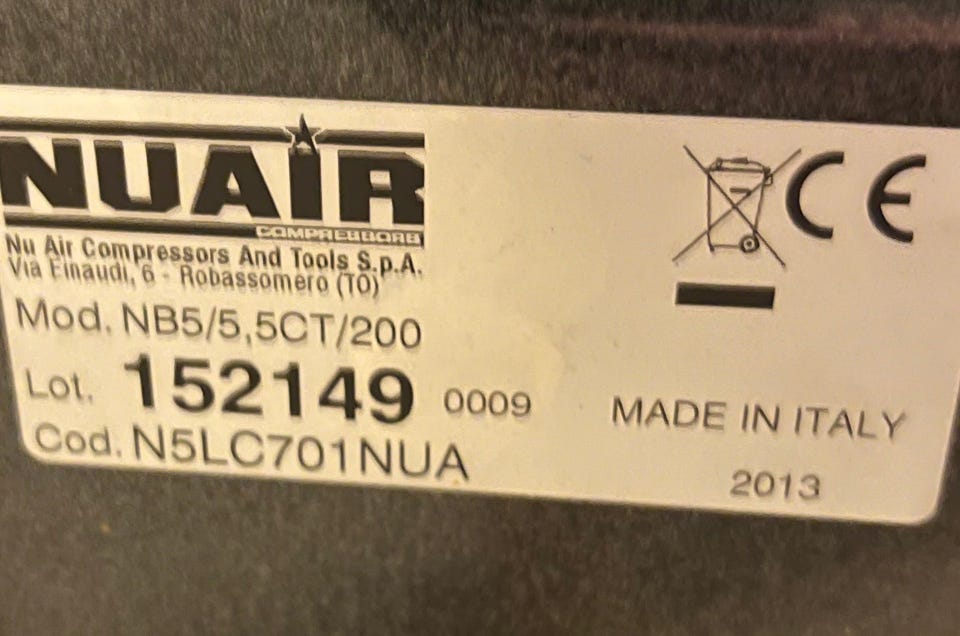 NUAIR
COMPRESSORS
Nu Air Compressors And Tools S.p.A.
Via Einaudi, 6 - Robassomero (TO)
Mod. NB5/5,5CT/200
Lot. 152149 0009
Cod. N5LC701NUA
CE
MADE IN ITALY
2013